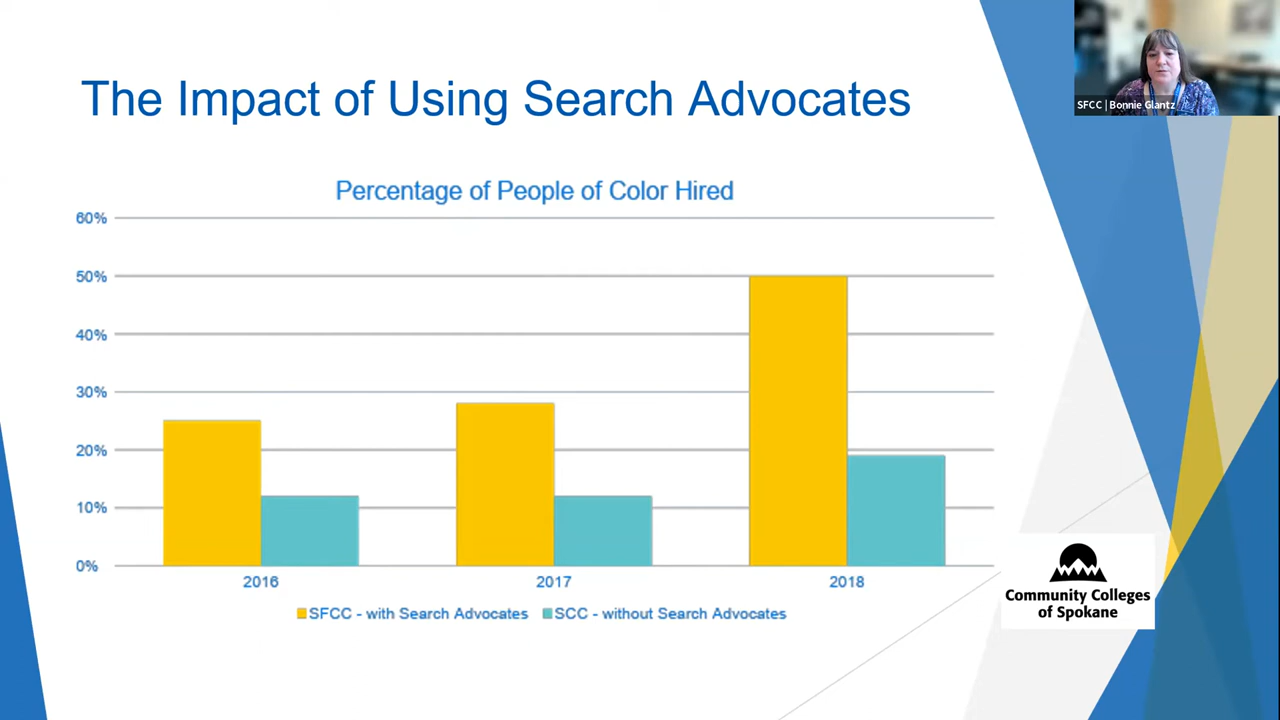 The Impact of Using Search Advocates
SFCC | Bonnie Glantz
Percentage of People of Color Hired
60%
50%
40%
30%
20%
10%
0%
2016 2017 2018
SFCC - with Search Advocates SCC - without Search Advocates
Community Colleges
of Spokane